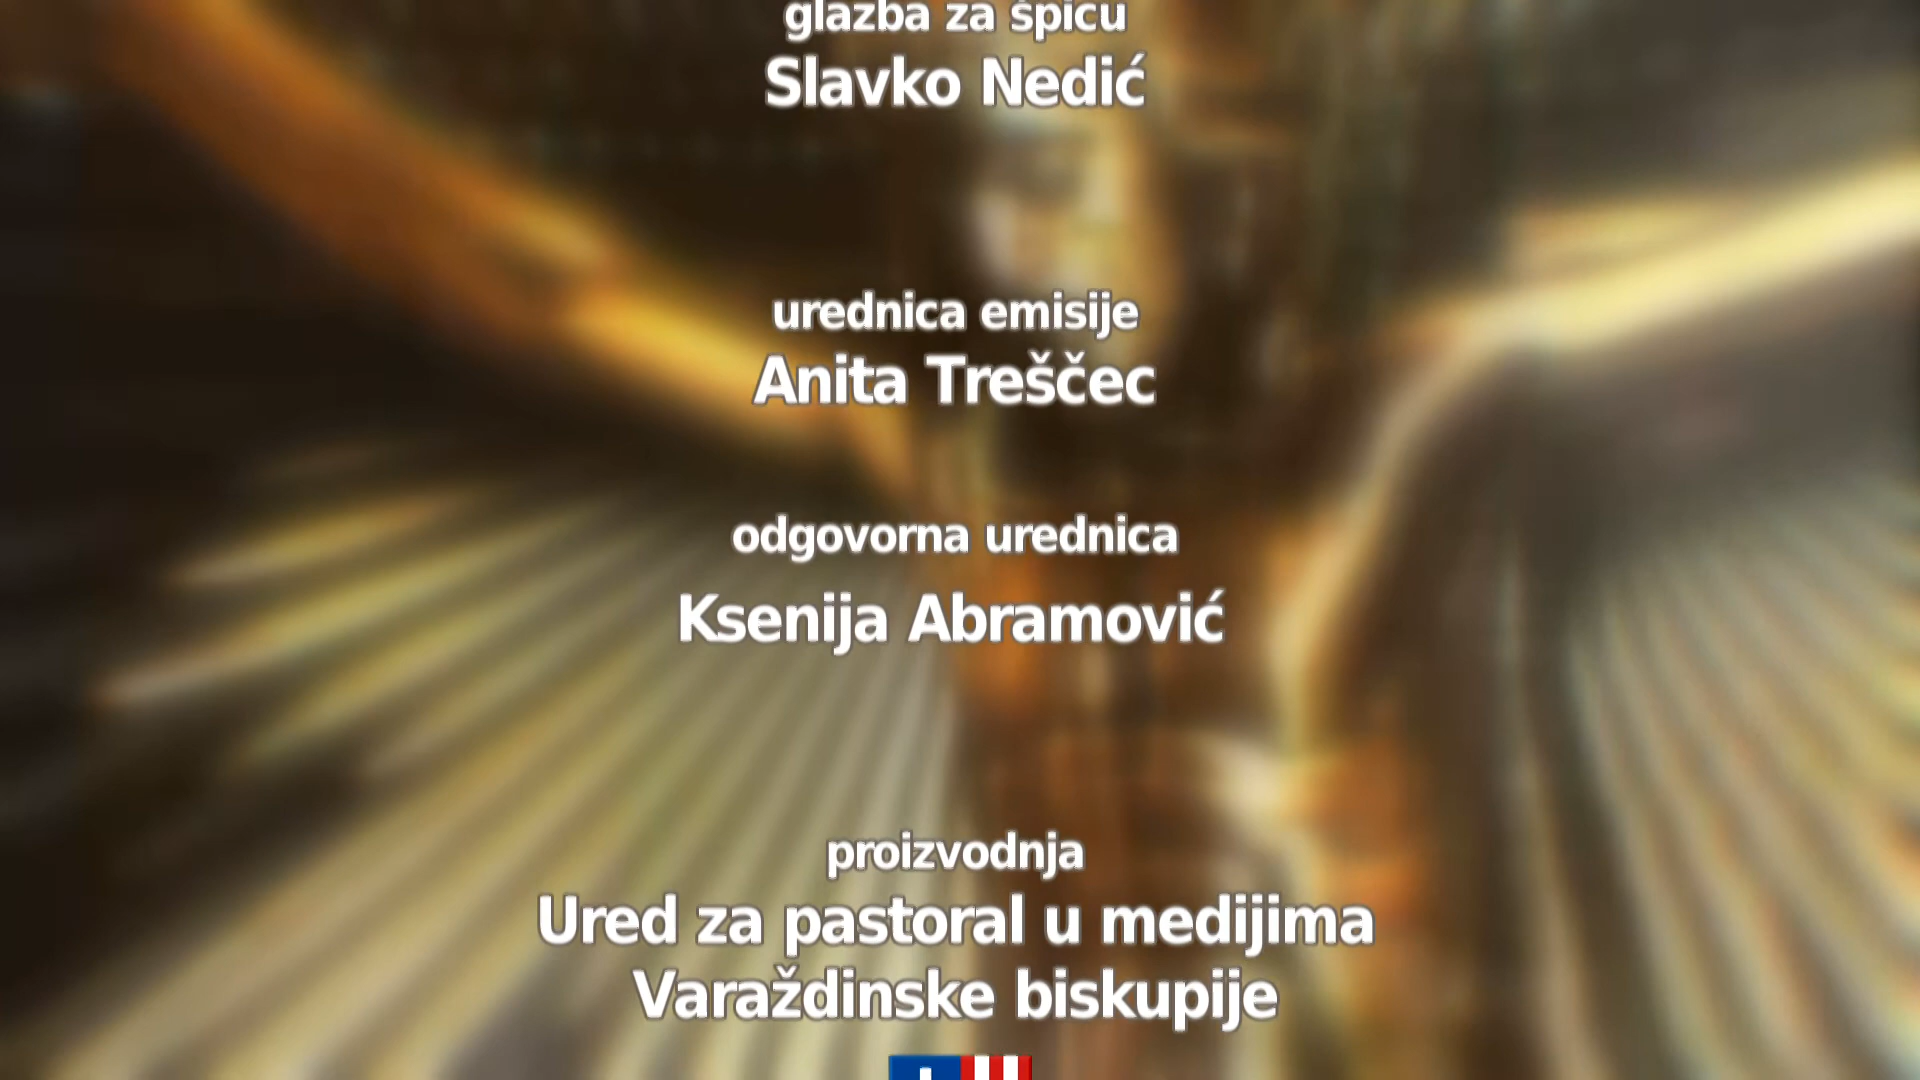 glazba za špicu
Slavko Nedić
urednica emisije
Anita Treščec
odgovorna urednica
Ksenija Abramović
proizvodnja
Ured za pastoral u medijima
Varaždinske biskupije